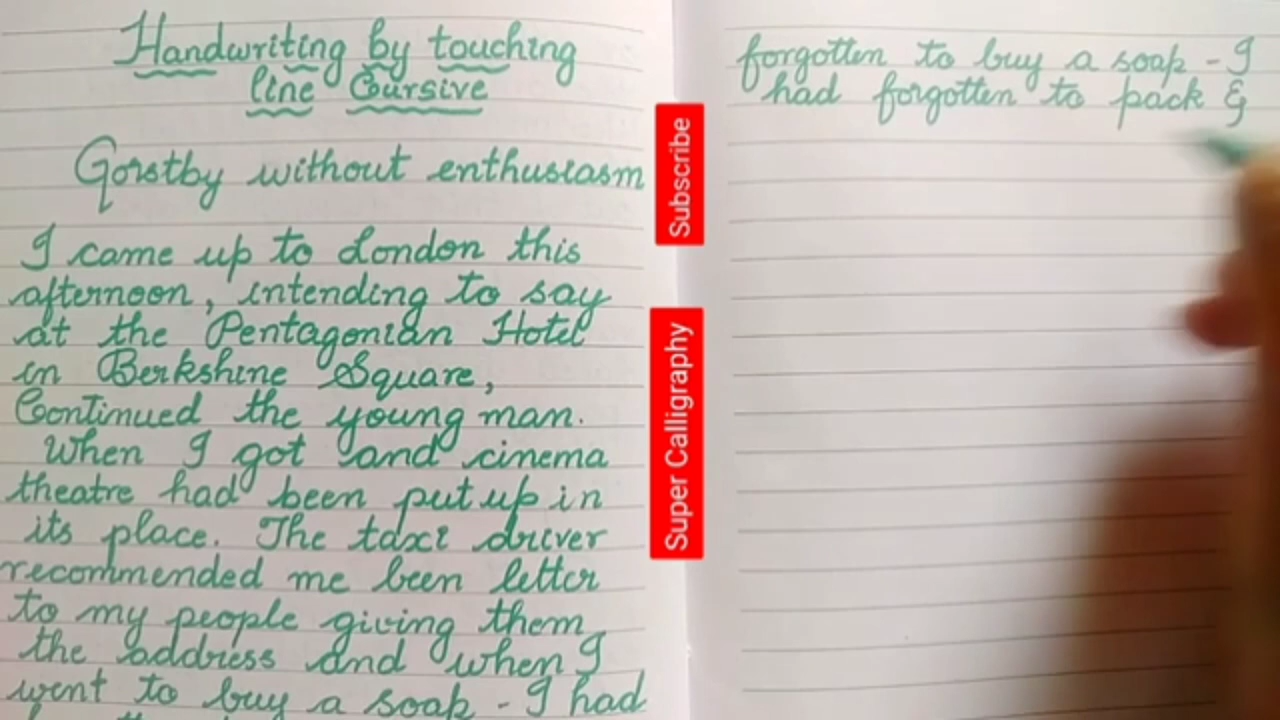 Handwriting by touching
line Cursive
Gorstby without enthusiasm
I came up to London this
afternoon, intending to say
at the Pentagonian Hotel
in Berkshine Square,
Continued the young man.
When I got and cinema
theatre had been put up in
its place. The taxi driver
recommended me been letter
to my people giving them
the address and when I
went to buy a soap - I had
forgotten to buy a soap - I
had forgotten to pack &
Subscribe
Super Calligraphy